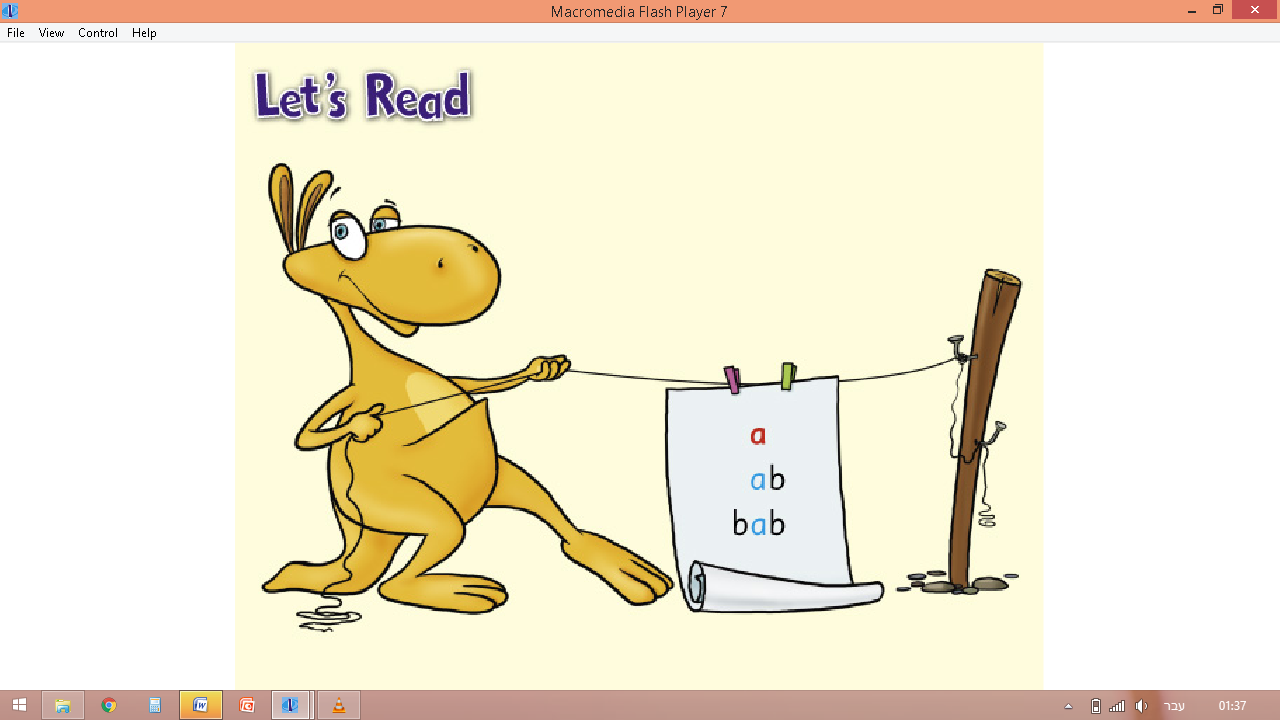 Macromedia Flash Player 7
File View Control Help
Let's Read
a
ab
bab
עבר 01:37